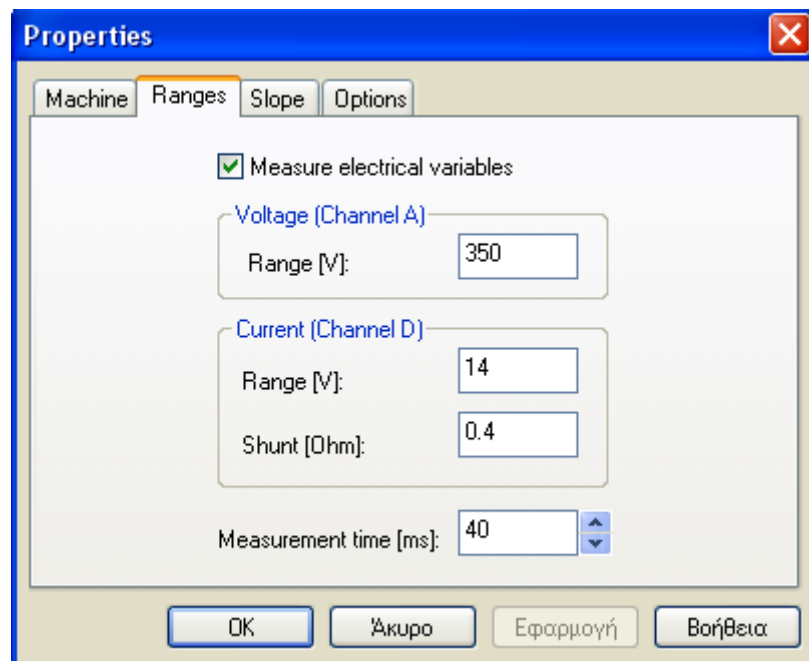 Properties
Machine Ranges Slope Options
Measure electrical variables
Voltage (Channel A)
Range [V]: 350
Current (Channel D)
Range [V]: 14
Shunt [Ohm]: 0.4
Measurement time [ms]: 40
OK Άκυρο Εφαρμογή Βοήθεια